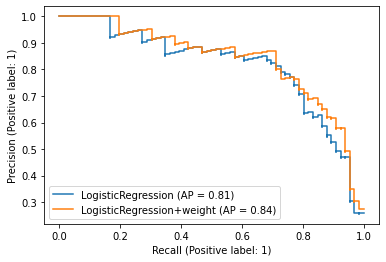 1.0
0.9
0.8
0.7
0.6
0.5
0.4
0.3
Precision (Positive label: 1)
LogisticRegression (AP = 0.81)
LogisticRegression+weight (AP = 0.84)
0.0 0.2 0.4 0.6 0.8 1.0
Recall (Positive label: 1)